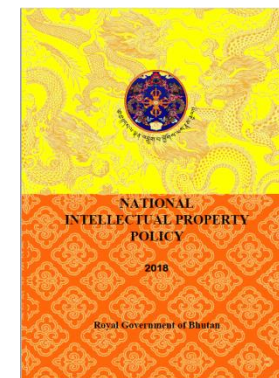 NATIONAL
INTELLECTUAL PROPERTY
POLICY
2018
Royal Government of Bhutan